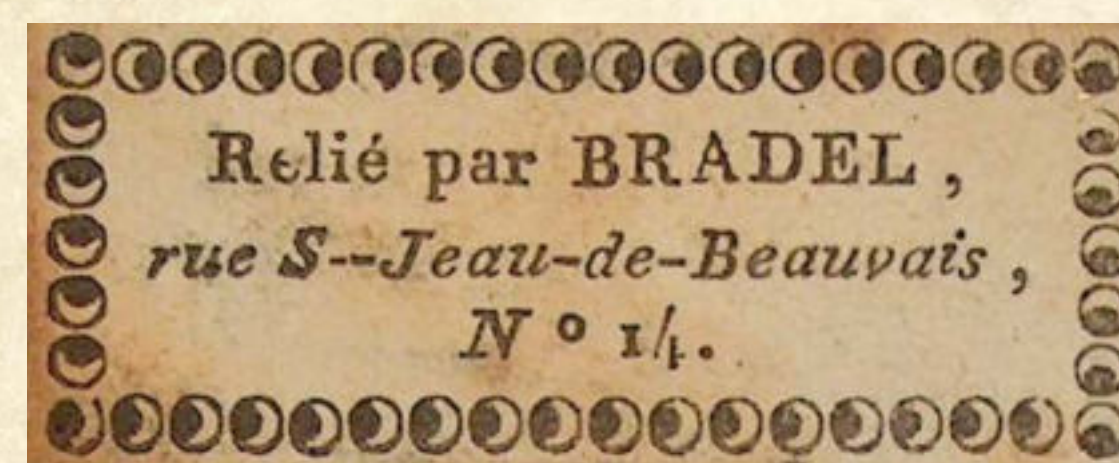 Relié par BRADEL ,
rue S--Jeau-de-Beauvais ,
N o 14.